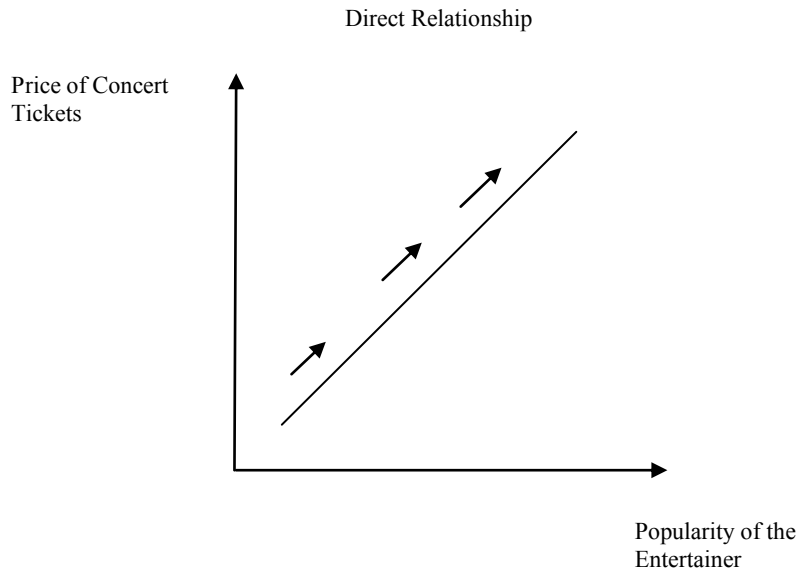 Direct Relationship
Price of Concert
Tickets
Popularity of the
Entertainer